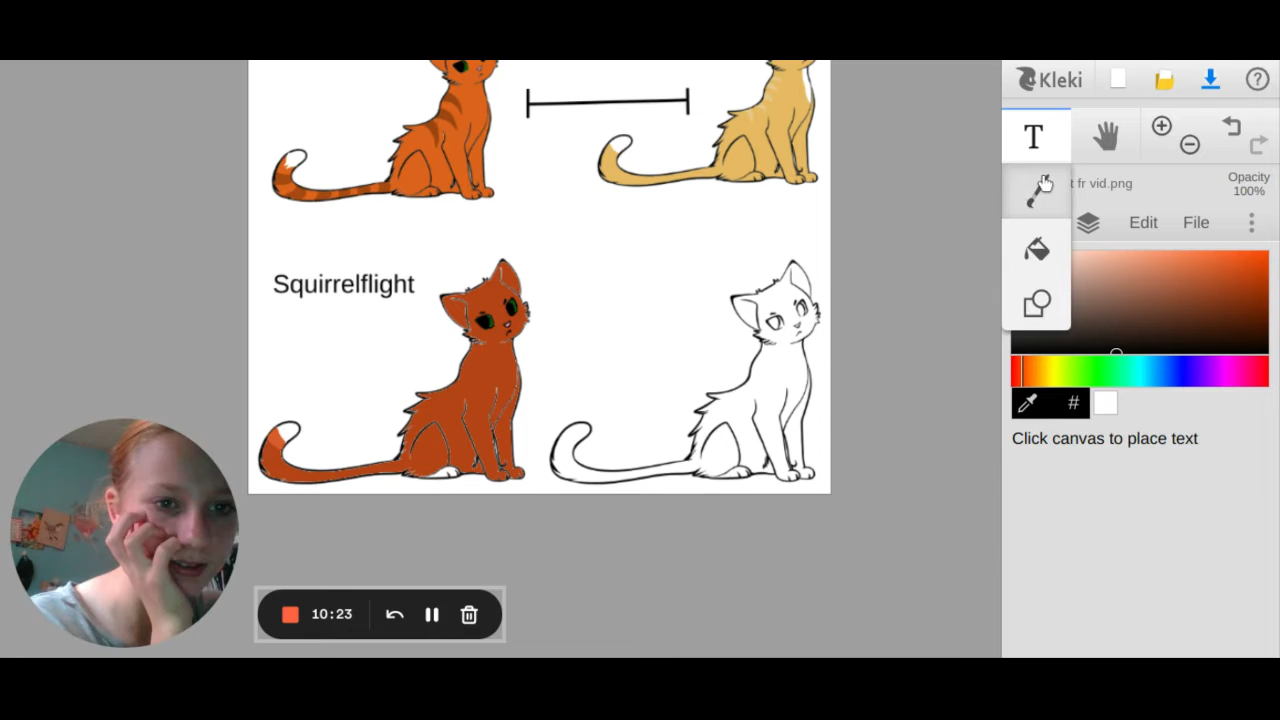 Kleki
?
T
t fr vid.png
Opacity
100%
Edit File
Squirrelflight
#
Click canvas to place text
10:23